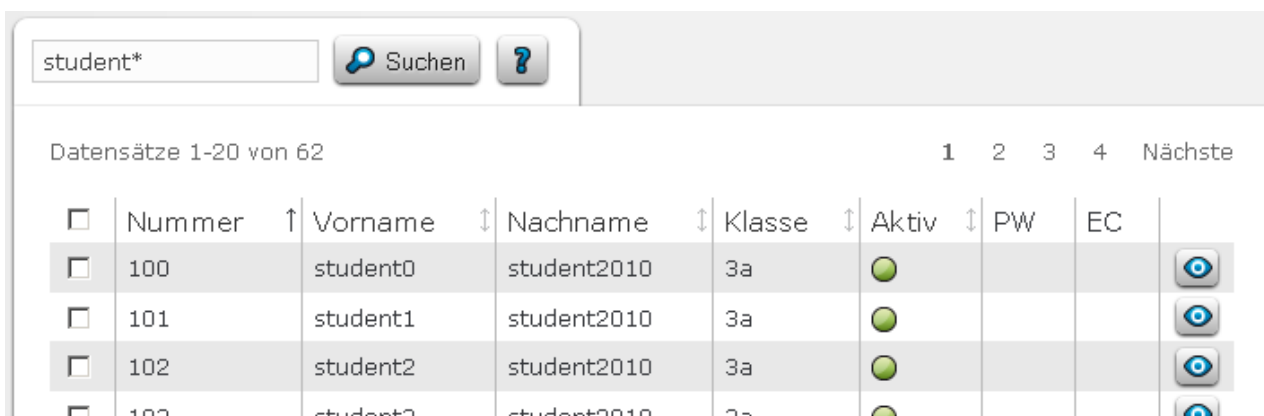 student* Suchen ?
Datensätze 1-20 von 62 1 2 3 4 Nächste
Nummer ↑ Vorname ↕ Nachname ↕ Klasse ↕ Aktiv ↕ PW EC
100 student0 student2010 3a
101 student1 student2010 3a
102 student2 student2010 3a